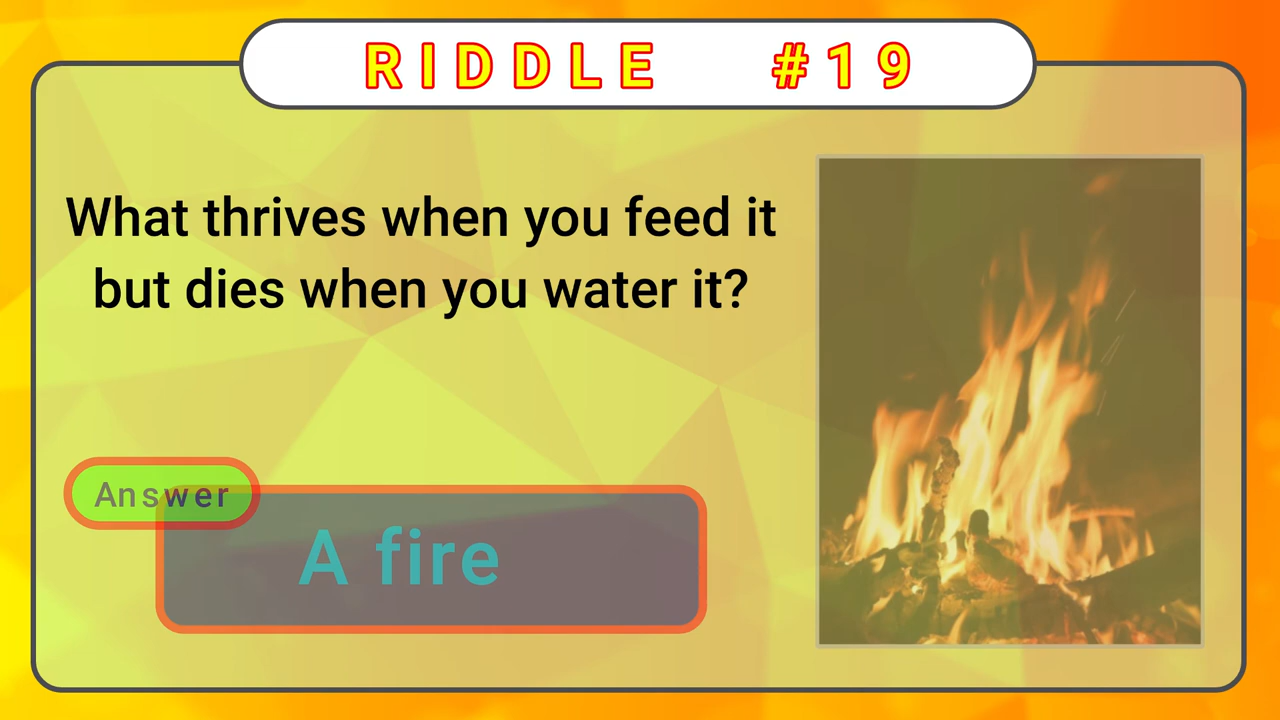 RIDDLE #19
What thrives when you feed it
but dies when you water it?
Answer
A fire